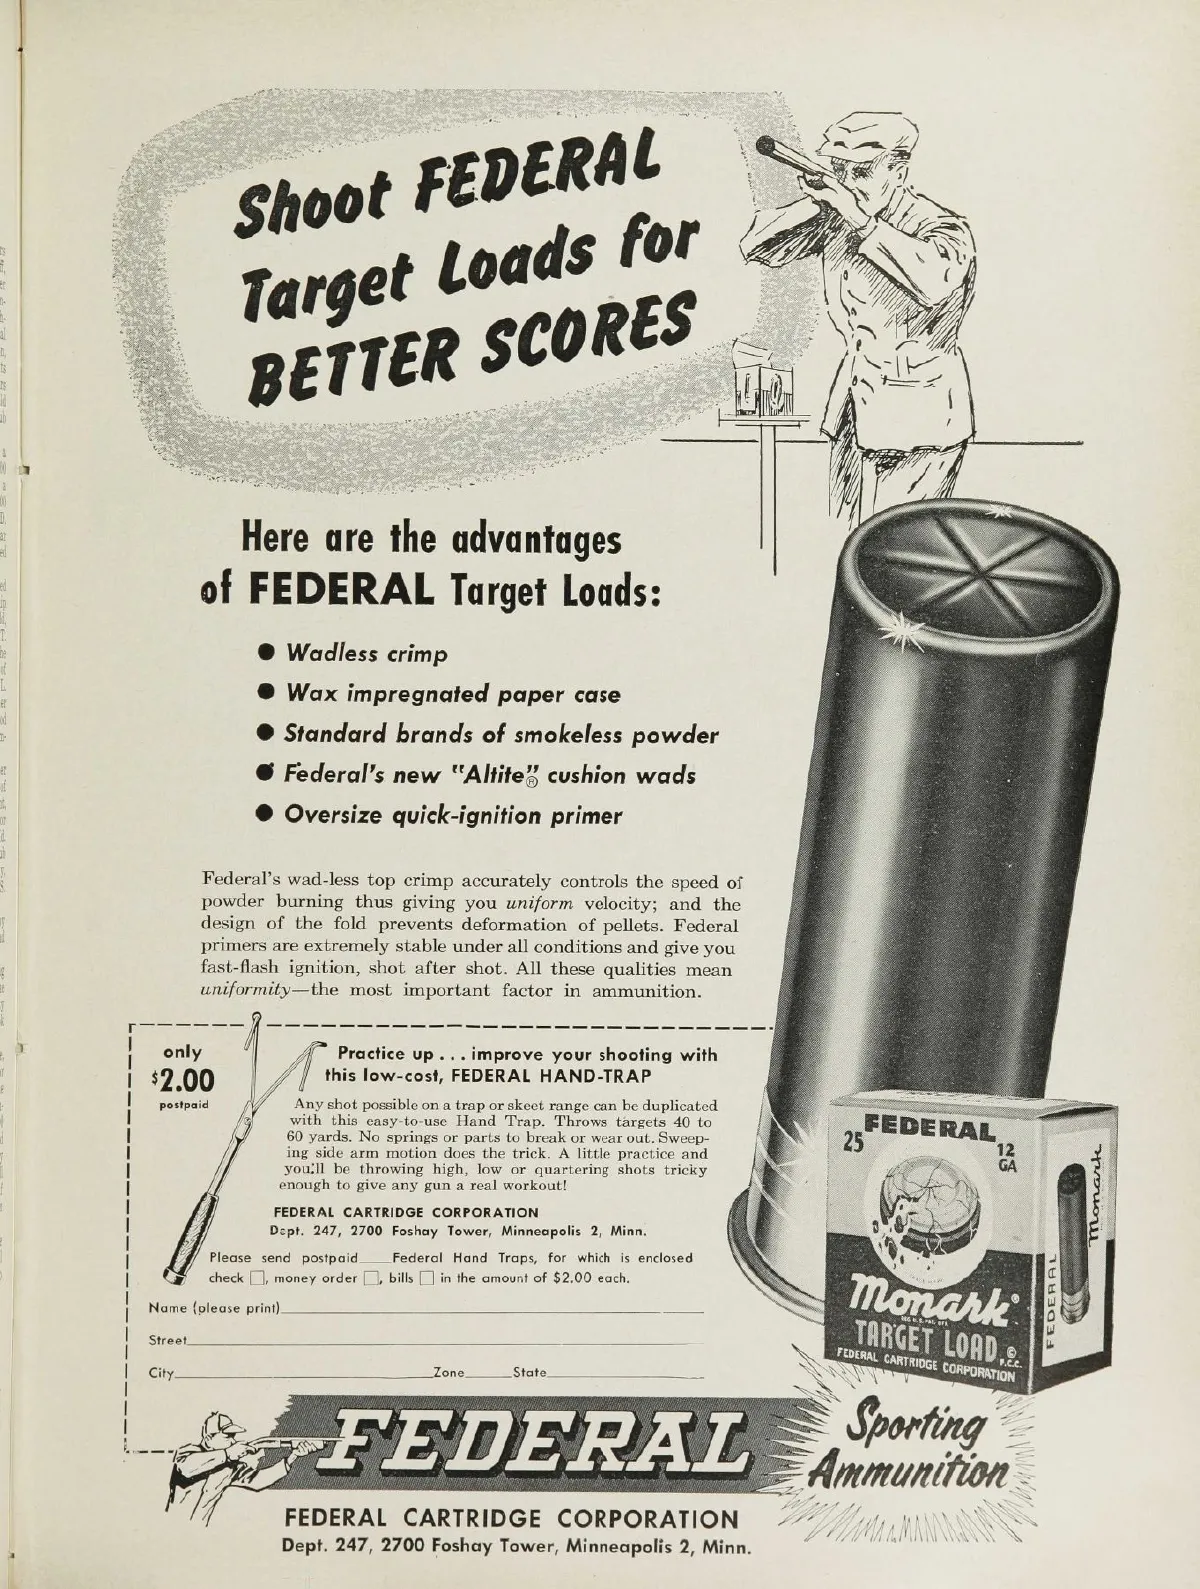 Shoot FEDERAL
Target Loads for
BETTER SCORES
Here are the advantages
of FEDERAL Target Loads:
● Wadless crimp
● Wax impregnated paper case
● Standard brands of smokeless powder
● Federal's new "Altite"® cushion wads
● Oversize quick-ignition primer
Federal's wad-less top crimp accurately controls the speed of
powder burning thus giving you uniform velocity; and the
design of the fold prevents deformation of pellets. Federal
primers are extremely stable under all conditions and give you
fast-flash ignition, shot after shot. All these qualities mean
uniformity—the most important factor in ammunition.
only
$2.00
postpaid
Practice up . . . improve your shooting with
this low-cost, FEDERAL HAND-TRAP
Any shot possible on a trap or skeet range can be duplicated
with this easy-to-use Hand Trap. Throws targets 40 to
60 yards. No springs or parts to break or wear out. Sweep-
ing side arm motion does the trick. A little practice and
you'll be throwing high, low or quartering shots tricky
enough to give any gun a real workout!
FEDERAL CARTRIDGE CORPORATION
Dept. 247, 2700 Foshay Tower, Minneapolis 2, Minn.
Please send postpaid____Federal Hand Traps, for which is enclosed
check □, money order □, bills □ in the amount of $2.00 each.
Name (please print)
Street
City Zone State
FEDERAL
25
12
GA
Monark®
TARGET LOAD ©
F.C.C.
FEDERAL CARTRIDGE CORPORATION
FEDERAL
Monark
FEDERAL
Sporting
Ammunition
FEDERAL CARTRIDGE CORPORATION
Dept. 247, 2700 Foshay Tower, Minneapolis 2, Minn.